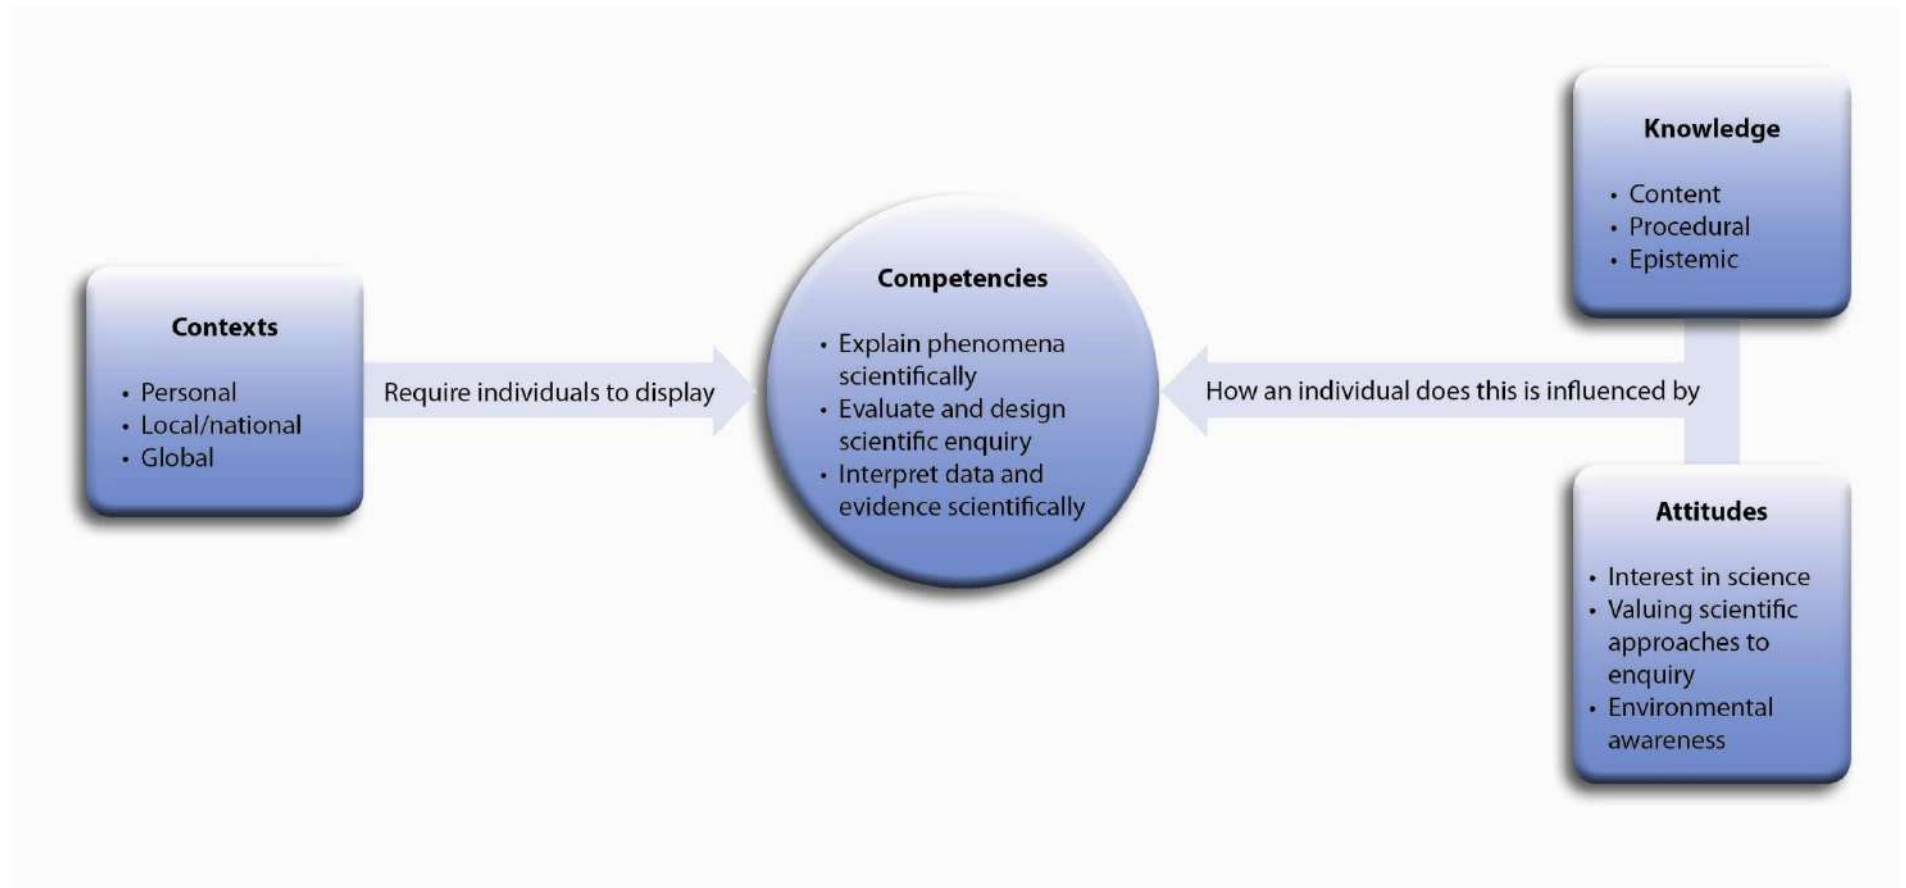 Contexts
• Personal
• Local/national
• Global
Require individuals to display
Competencies
• Explain phenomena
scientifically
• Evaluate and design
scientific enquiry
• Interpret data and
evidence scientifically
How an individual does this is influenced by
Knowledge
• Content
• Procedural
• Epistemic
Attitudes
• Interest in science
• Valuing scientific
approaches to
enquiry
• Environmental
awareness